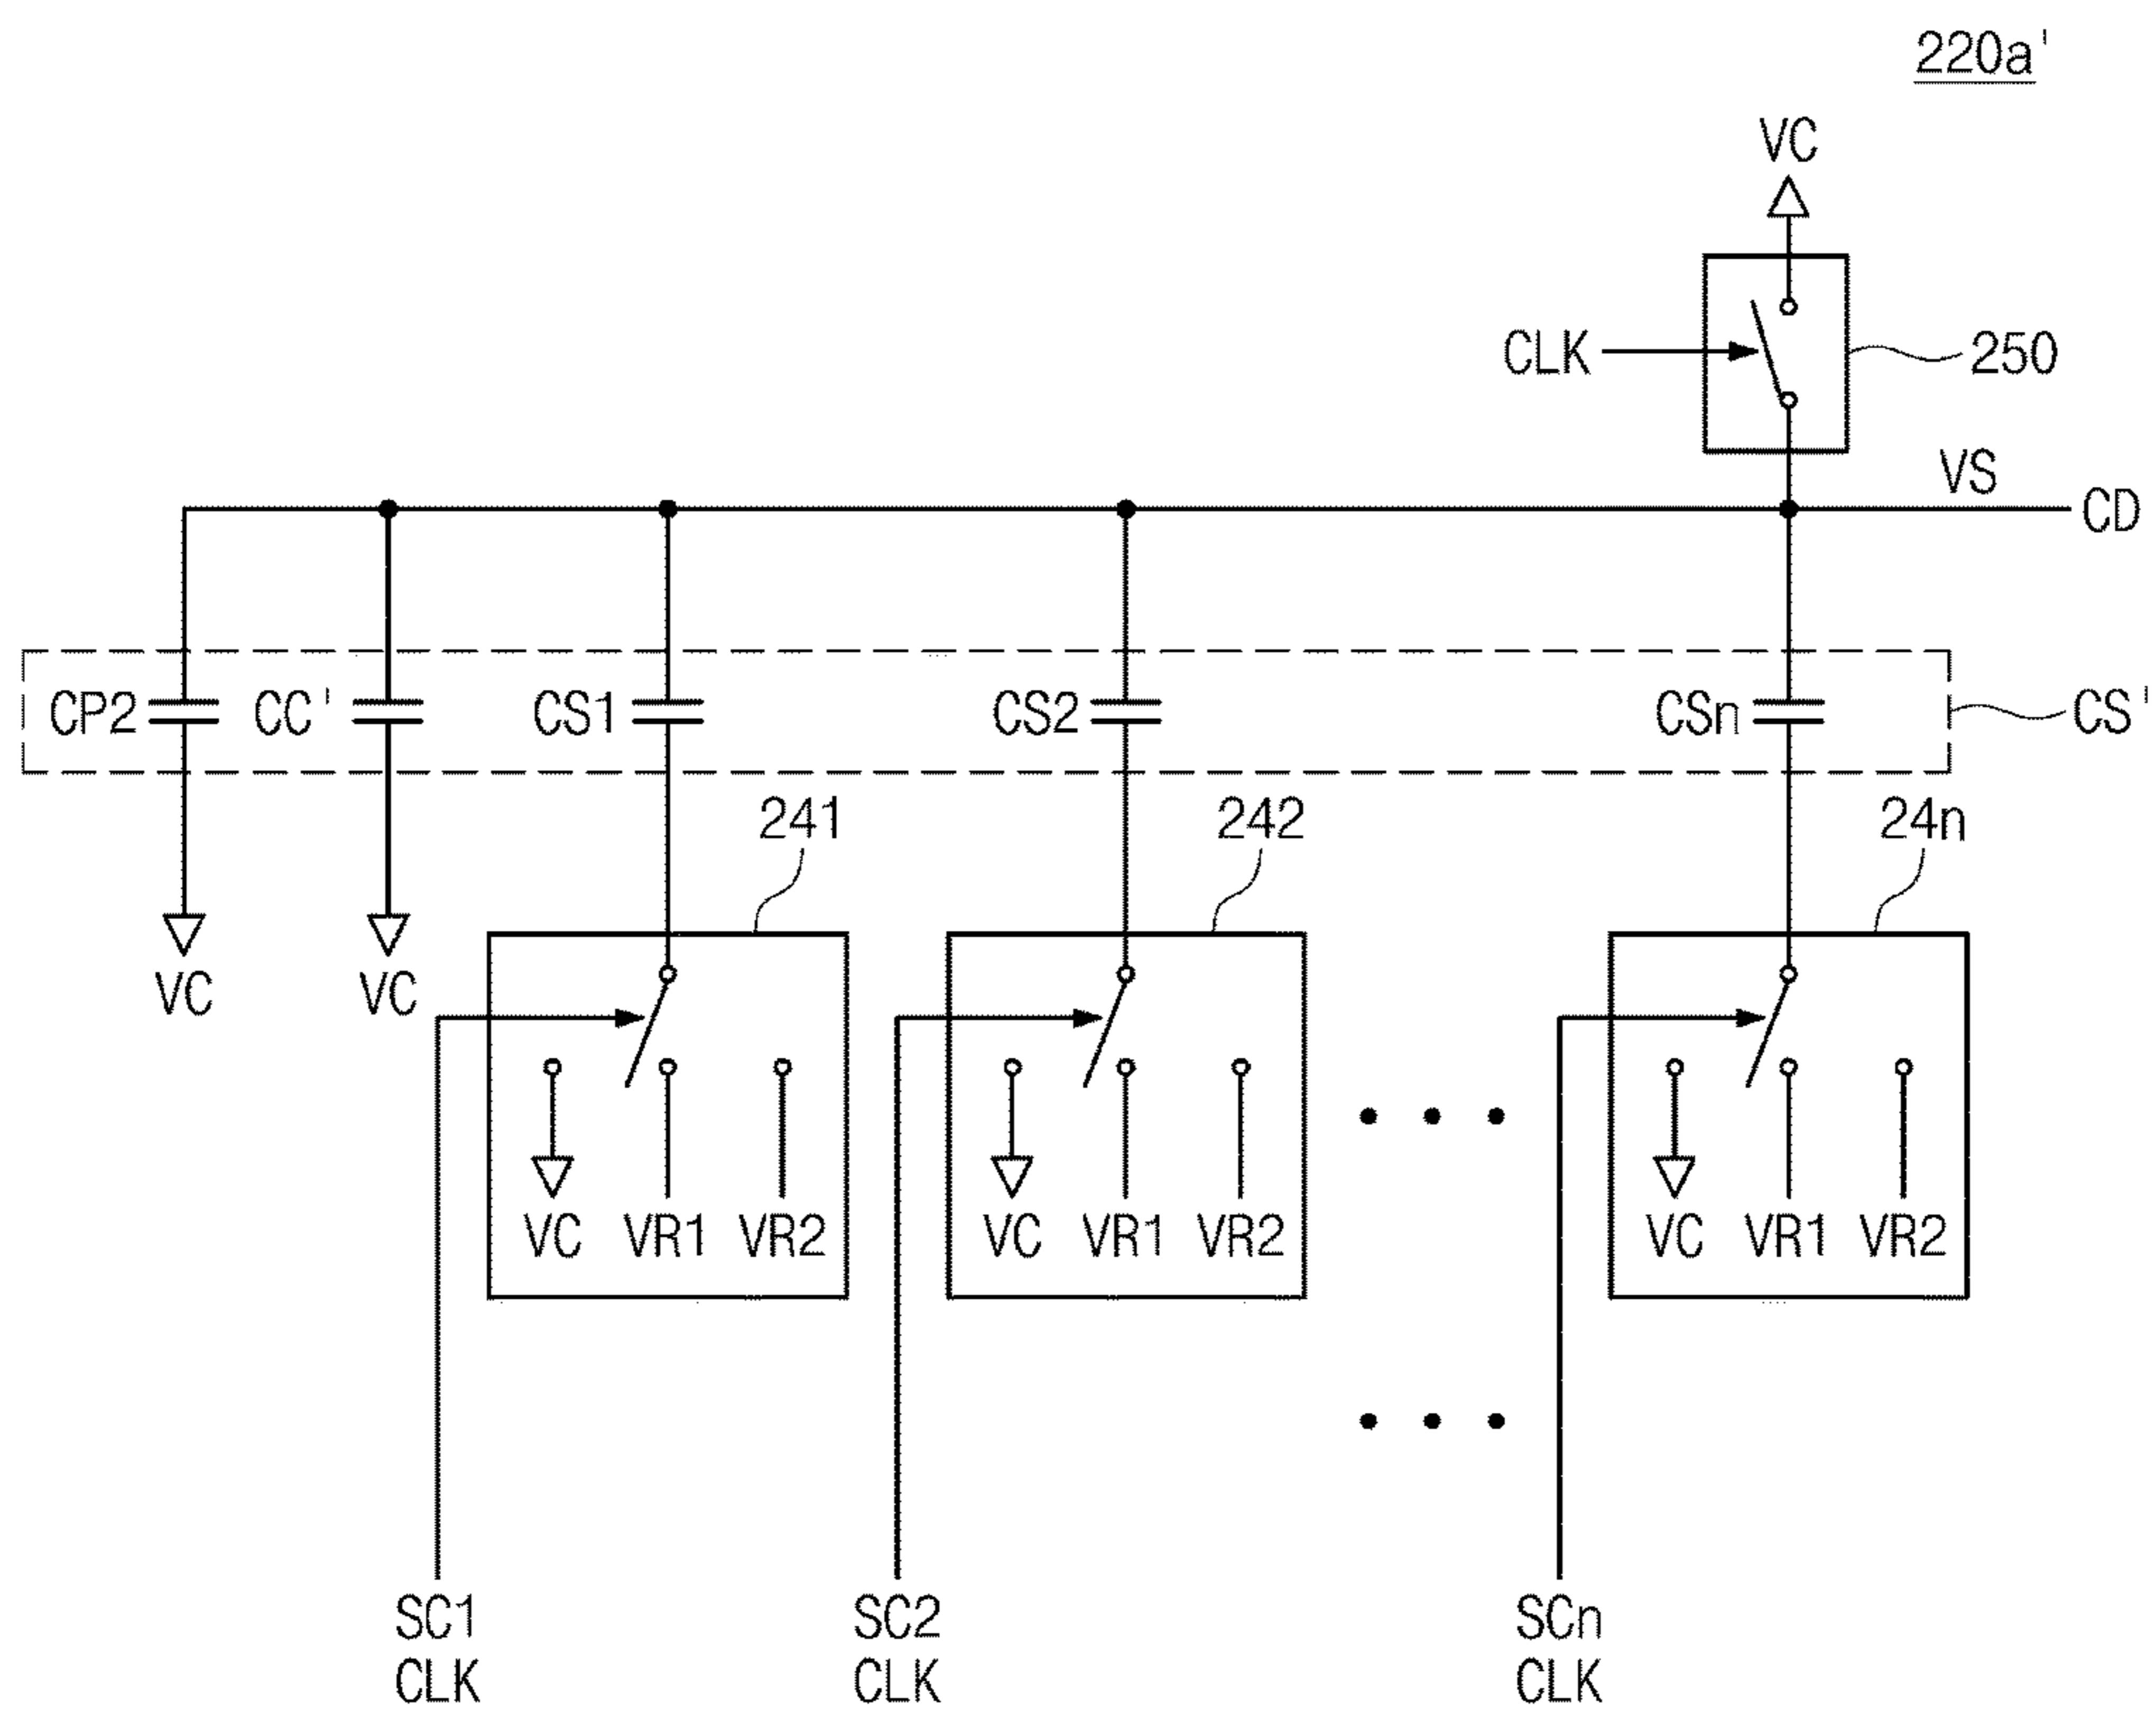 220a'
VC
CLK
250
VS
CD
CP2 CC' CS1 CS2 CSn CS'
241 242 24n
VC VC
VC VR1 VR2 VC VR1 VR2 VC VR1 VR2
SC1 SC2 SCn
CLK CLK CLK